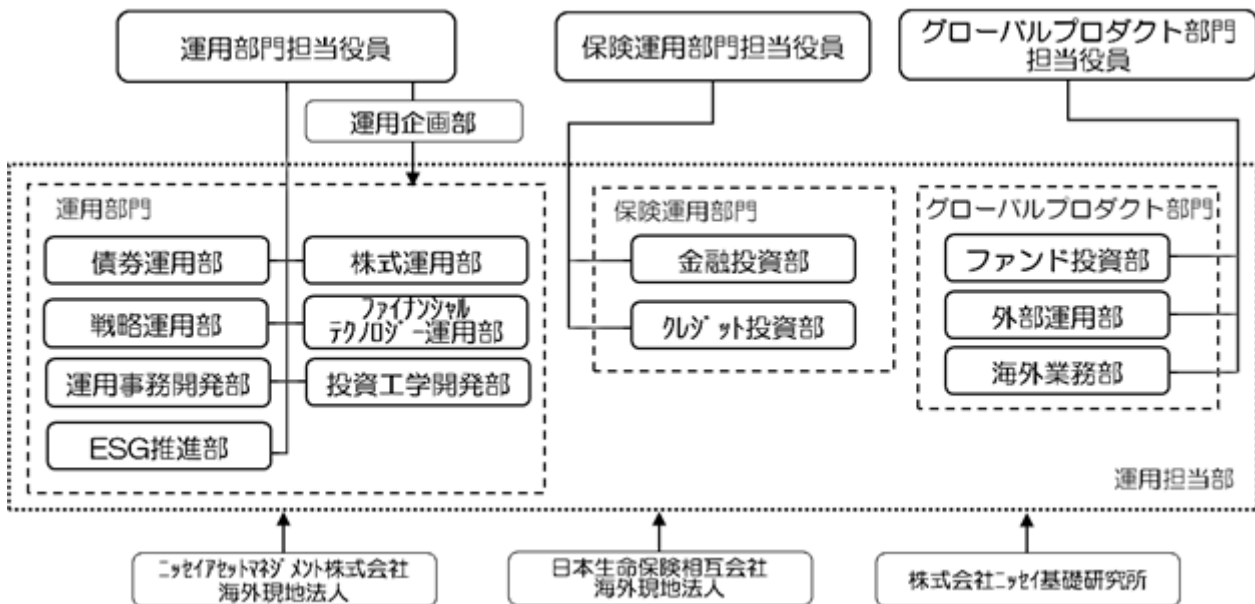 運用部門担当役員
保険運用部門担当役員
グローバルプロダクト部門
担当役員
運用企画部
運用部門
債券運用部
株式運用部
戦略運用部
ファイナンシャル
テクノロジー運用部
運用事務開発部
投資工学開発部
ESG推進部
保険運用部門
金融投資部
クレジット投資部
グローバルプロダクト部門
ファンド投資部
外部運用部
海外業務部
運用担当部
ニッセイアセットマネジメント株式会社
海外現地法人
日本生命保険相互会社
海外現地法人
株式会社ニッセイ基礎研究所